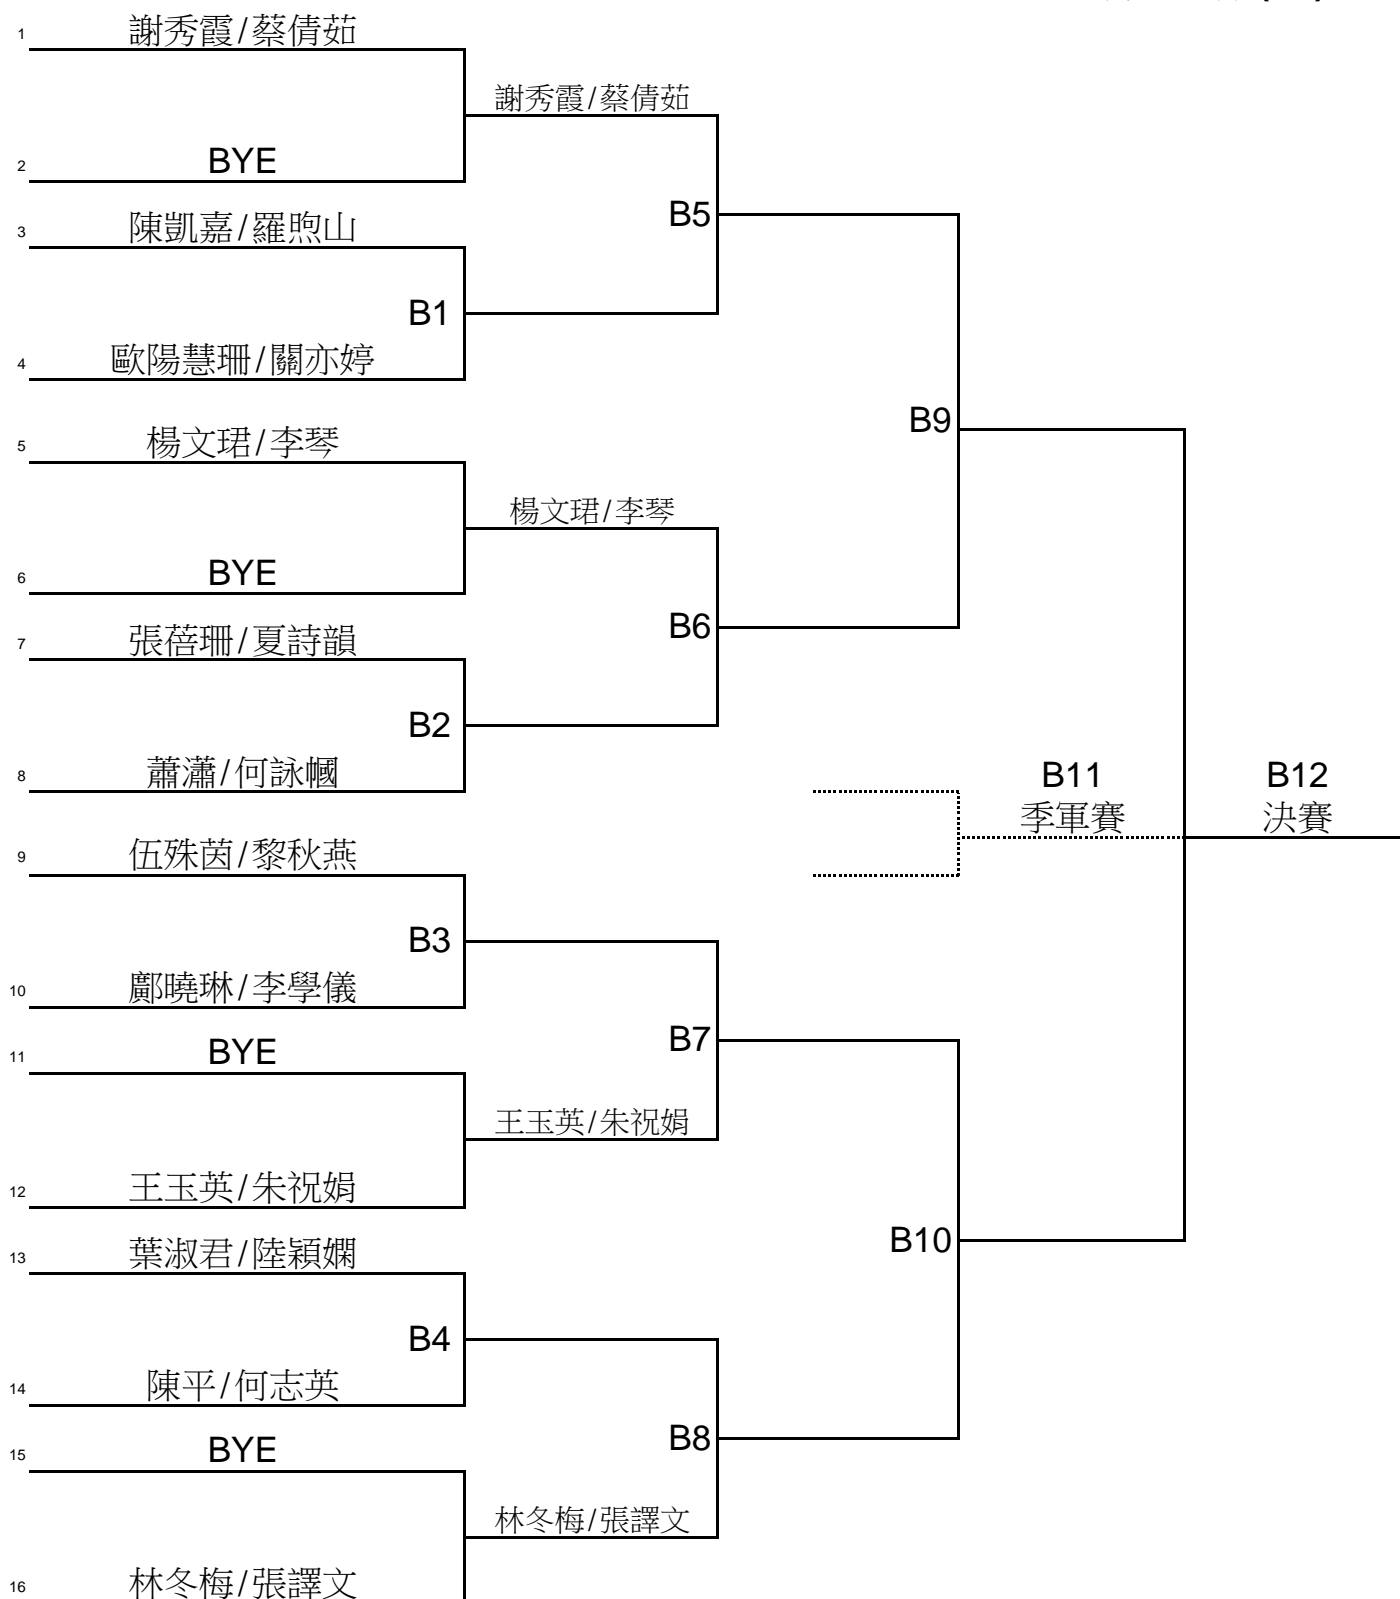 1 謝秀霞/蔡倩茹
謝秀霞/蔡倩茹
2 BYE
B5
3 陳凱嘉/羅煦山
B1
4 歐陽慧珊/關亦婷
B9
5 楊文珺/李琴
楊文珺/李琴
6 BYE
B6
7 張蓓珊/夏詩韻
B2
8 蕭瀟/何詠幗
B11
季軍賽
B12
決賽
9 伍殊茵/黎秋燕
B3
10 鄺曉琳/李學儀
B7
11 BYE
王玉英/朱祝娟
12 王玉英/朱祝娟
B10
13 葉淑君/陸穎嫻
B4
14 陳平/何志英
B8
15 BYE
林冬梅/張譯文
16 林冬梅/張譯文